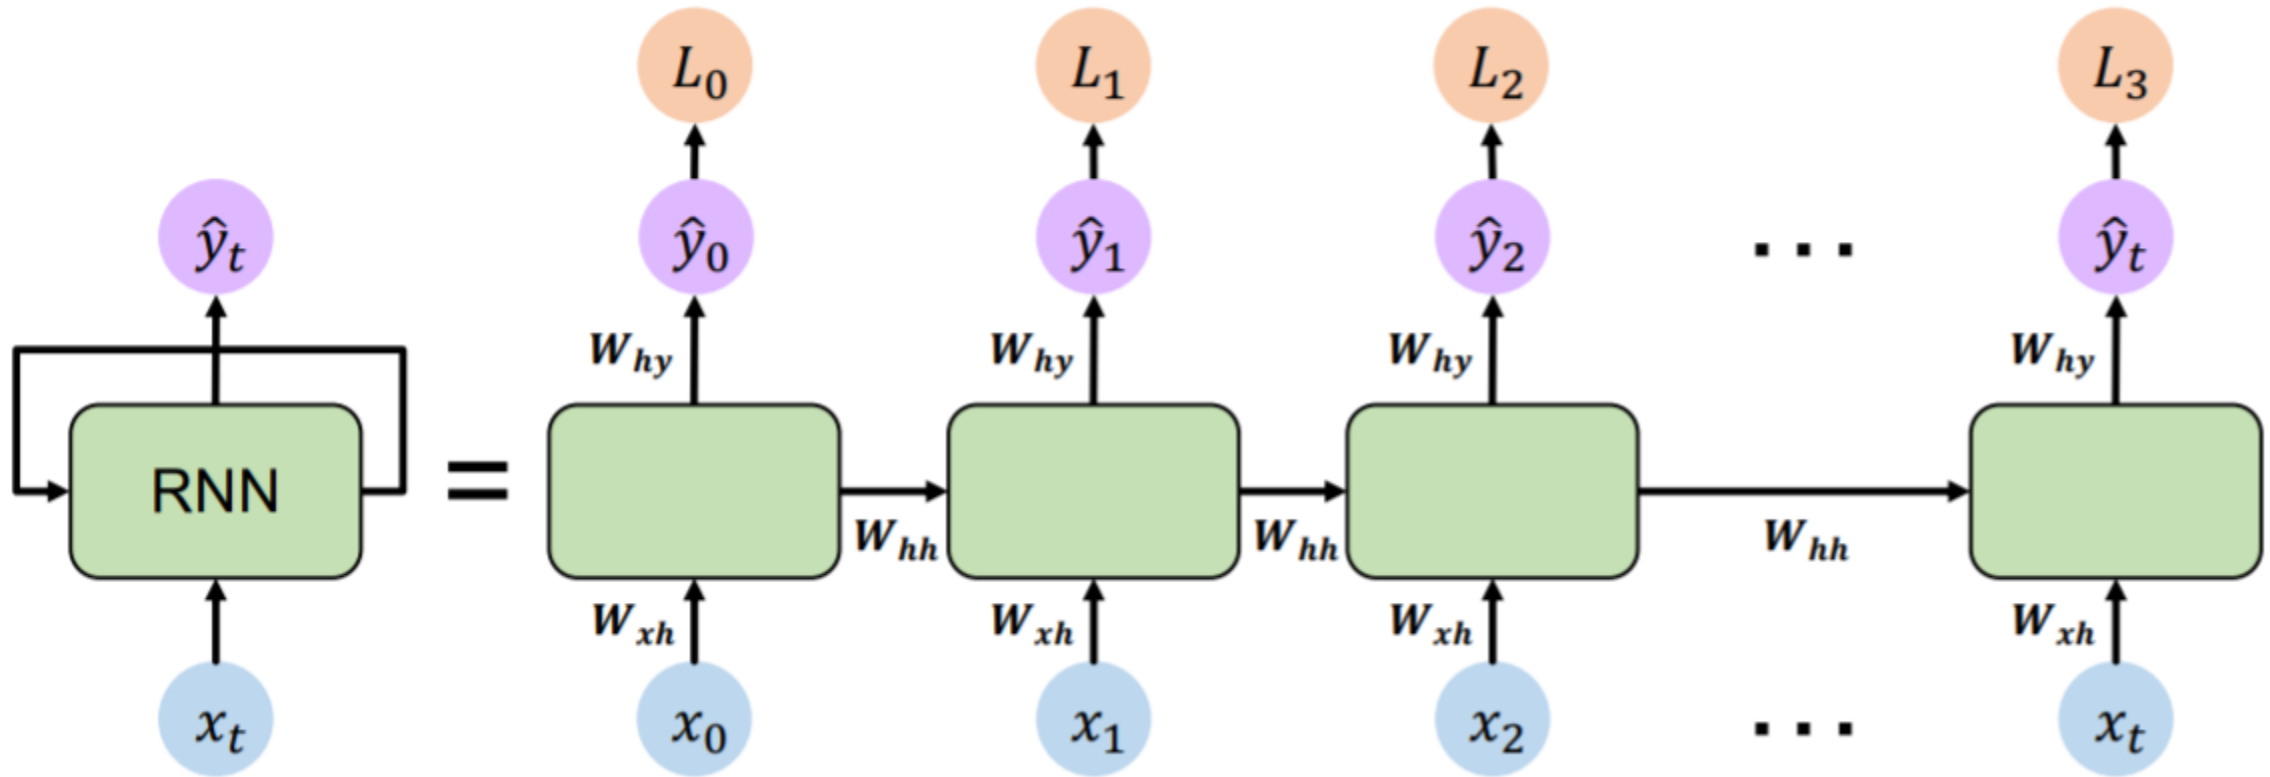 L₀ L₁ L₂ L₃
ŷₜ ŷ₀ ŷ₁ ŷ₂ ... ŷₜ
W_hy W_hy W_hy W_hy
RNN =
W_hh W_hh W_hh
W_xh W_xh W_xh W_xh
xₜ x₀ x₁ x₂ ... xₜ